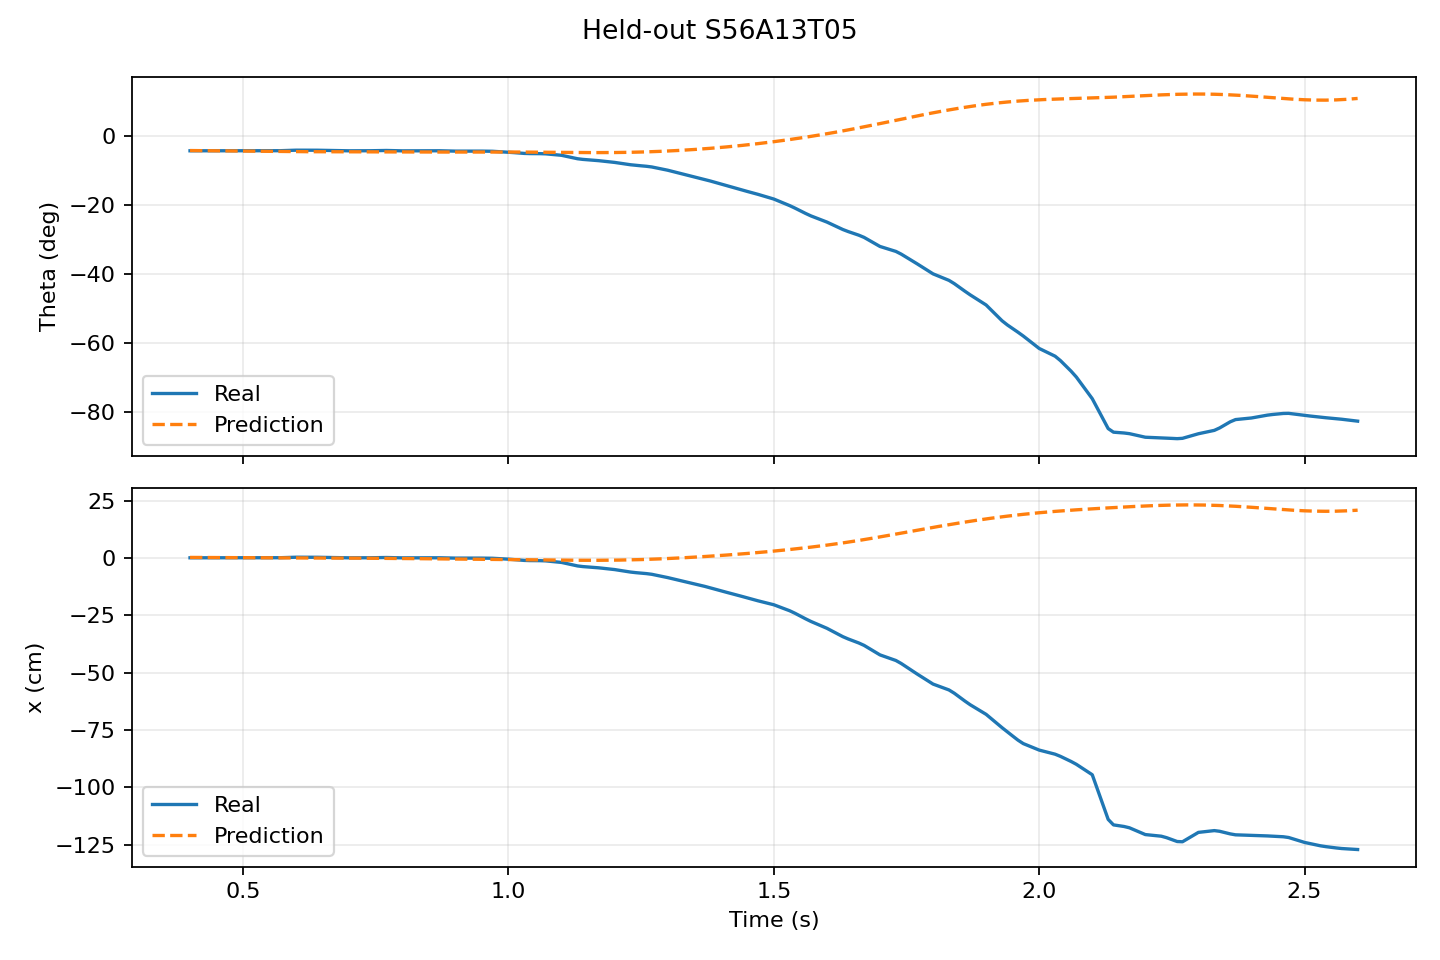 Held-out S56A13T05
Theta (deg)
0
−20
−40
−60
−80
Real
Prediction
x (cm)
25
0
−25
−50
−75
−100
−125
Real
Prediction
0.5 1.0 1.5 2.0 2.5
Time (s)